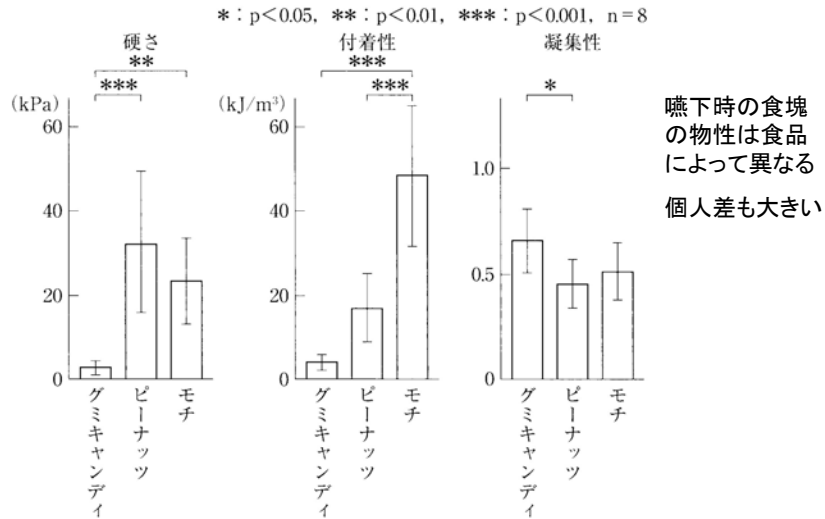 *:p<0.05, **:p<0.01, ***:p<0.001, n=8
硬さ
**
***
(kPa)
60
40
20
0
グミキャンディ
ピーナッツ
モチ
付着性
***
***
(kJ/m³)
60
40
20
0
グミキャンディ
ピーナッツ
モチ
凝集性
*
1.0
0.5
0
グミキャンディ
ピーナッツ
モチ
嚥下時の食塊
の物性は食品
によって異なる
個人差も大きい